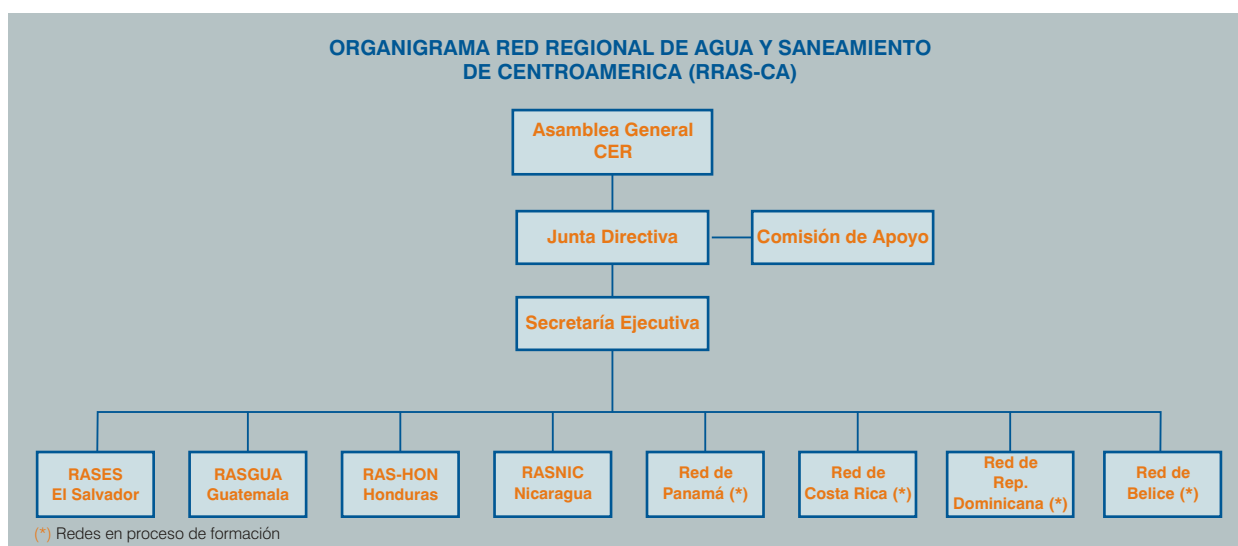 ORGANIGRAMA RED REGIONAL DE AGUA Y SANEAMIENTO
DE CENTROAMERICA (RRAS-CA)
Asamblea General
CER
Junta Directiva
Comisión de Apoyo
Secretaría Ejecutiva
RASES
El Salvador
RASGUA
Guatemala
RAS-HON
Honduras
RASNIC
Nicaragua
Red de
Panamá (*)
Red de
Costa Rica (*)
Red de
Rep.
Dominicana (*)
Red de
Belice (*)
(*) Redes en proceso de formación